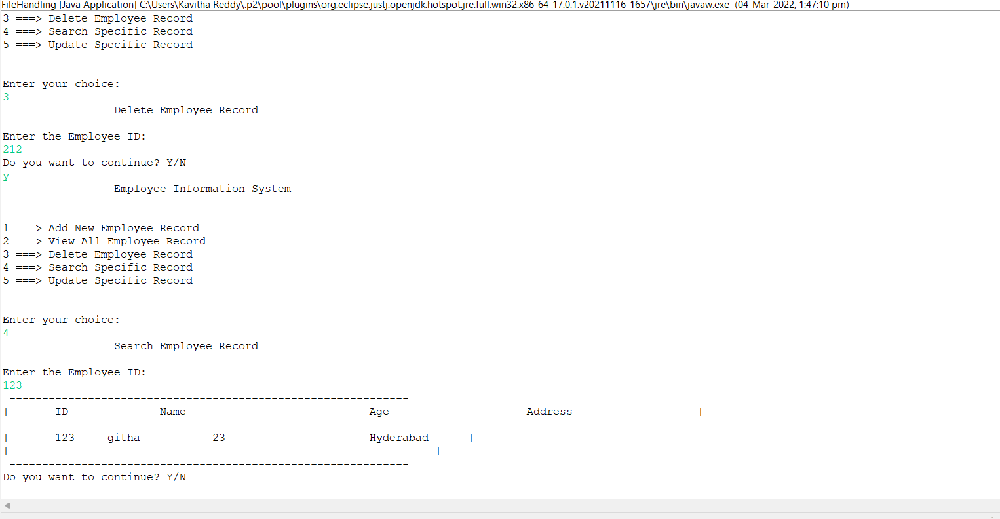 FileHandling [Java Application] C:\Users\Kavitha Reddy\.p2\pool\plugins\org.eclipse.justj.openjdk.hotspot.jre.full.win32.x86_64_17.0.1.v20211116-1657\jre\bin\javaw.exe (04-Mar-2022, 1:47:10 pm)
3 ===> Delete Employee Record
4 ===> Search Specific Record
5 ===> Update Specific Record
Enter your choice:
3
Delete Employee Record
Enter the Employee ID:
212
Do you want to continue? Y/N
y
Employee Information System
1 ===> Add New Employee Record
2 ===> View All Employee Record
3 ===> Delete Employee Record
4 ===> Search Specific Record
5 ===> Update Specific Record
Enter your choice:
4
Search Employee Record
Enter the Employee ID:
123
-------------------------------------------------------------
| ID Name Age Address |
-------------------------------------------------------------
| 123 githa 23 Hyderabad |
| |
-------------------------------------------------------------
Do you want to continue? Y/N